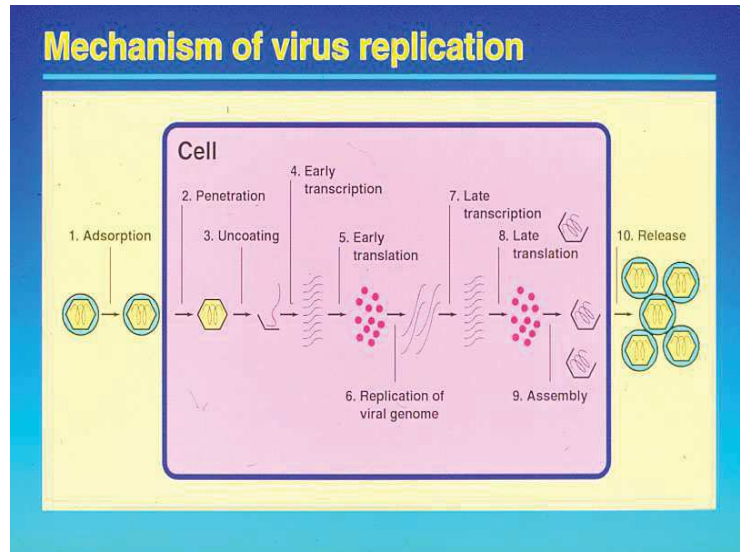 Mechanism of virus replication
Cell
1. Adsorption
2. Penetration
3. Uncoating
4. Early
transcription
5. Early
translation
6. Replication of
viral genome
7. Late
transcription
8. Late
translation
9. Assembly
10. Release